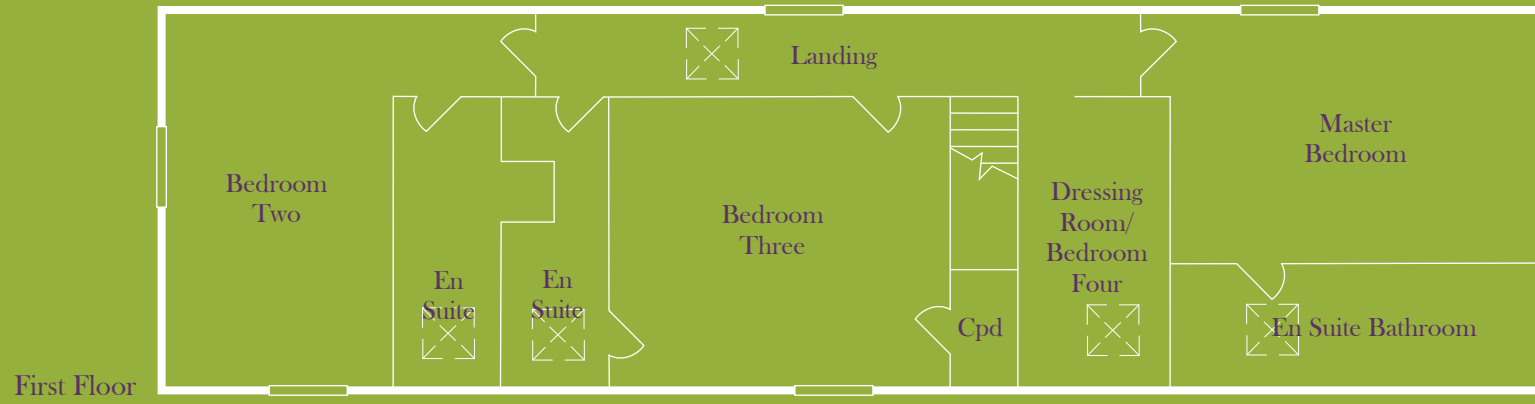 Landing
Master
Bedroom
Bedroom
Two
Dressing
Room/
Bedroom
Four
Bedroom
Three
En
Suite
En
Suite
Cpd
En Suite Bathroom
First Floor